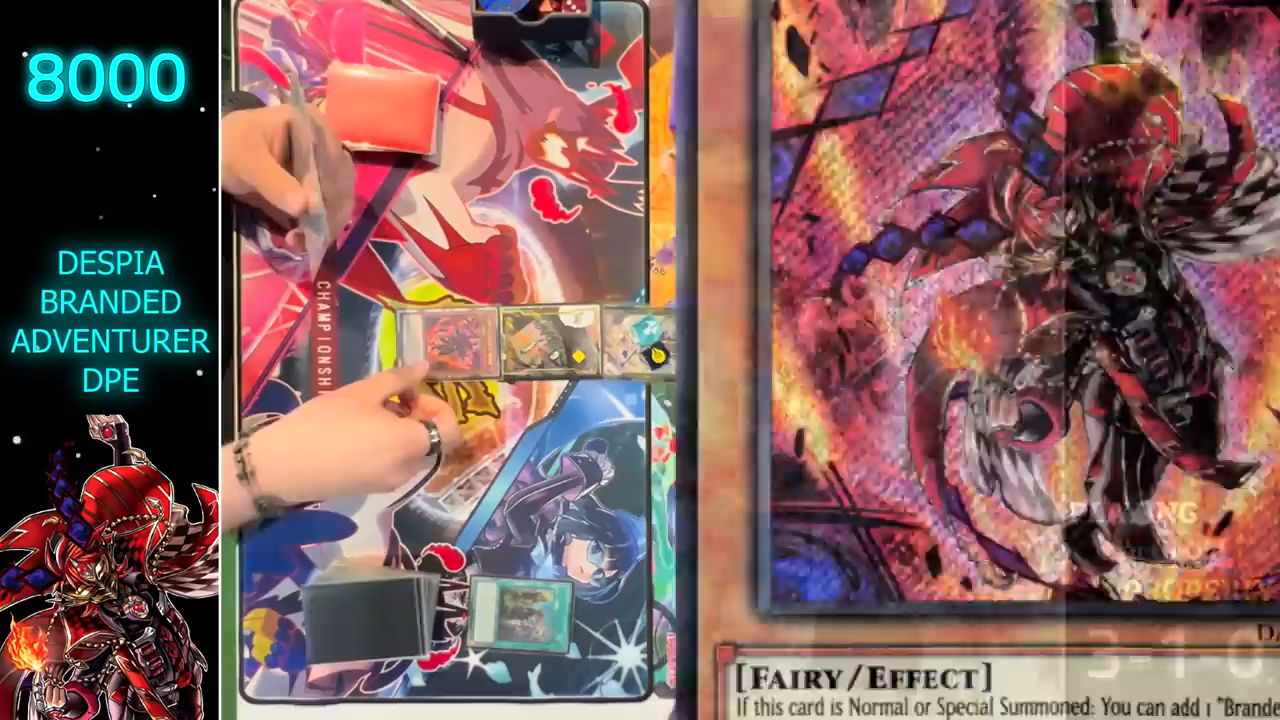 8000
DESPIA
BRANDED
ADVENTURER
DPE
CHAMPIONSH
[FAIRY/EFFECT]
If this card is Normal or Special Summoned: You can add 1 "Brande